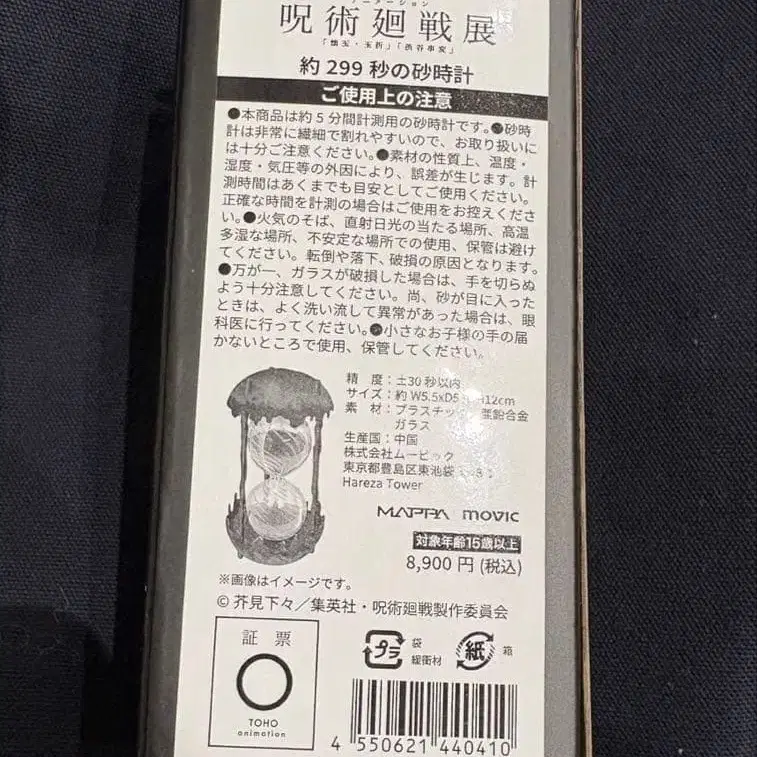 呪術廻戦展
「懐玉・玉折」「渋谷事変」
約 299 秒の砂時計
ご使用上の注意
●本商品は約５分間計測用の砂時計です。●砂時
計は非常に繊細で割れやすいので、お取り扱いに
は十分ご注意ください。●素材の性質上、温度・
湿度・気圧等の外因により、誤差が生じます。計
測時間はあくまでも目安としてご使用ください。
正確な時間を計測の場合はご使用をお控えくださ
い。●火気のそば、直射日光の当たる場所、高温
多湿な場所、不安定な場所での使用、保管は避け
てください。転倒や落下、破損の原因となります。
●万が一、ガラスが破損した場合は、手を切らぬ
よう十分注意してください。尚、砂が目に入った
ときは、よく洗い流して異常があった場合は、眼
科医に行ってください。●小さなお子様の手の届
かないところで使用、保管してください。
精　度：±30 秒以内
サイズ：約 W5.5xD5 H12cm
素　材：プラスチック 亜鉛合金
ガラス
生産国：中国
株式会社ムービック
東京都豊島区東池袋
Hareza Tower
MAPPA movic
対象年齢15歳以上
8,900 円 (税込)
※画像はイメージです。
© 芥見下々／集英社・呪術廻戦製作委員会
証 票
TOHO
animation
プラ
袋
緩衝材
紙
箱
4 550621 440410